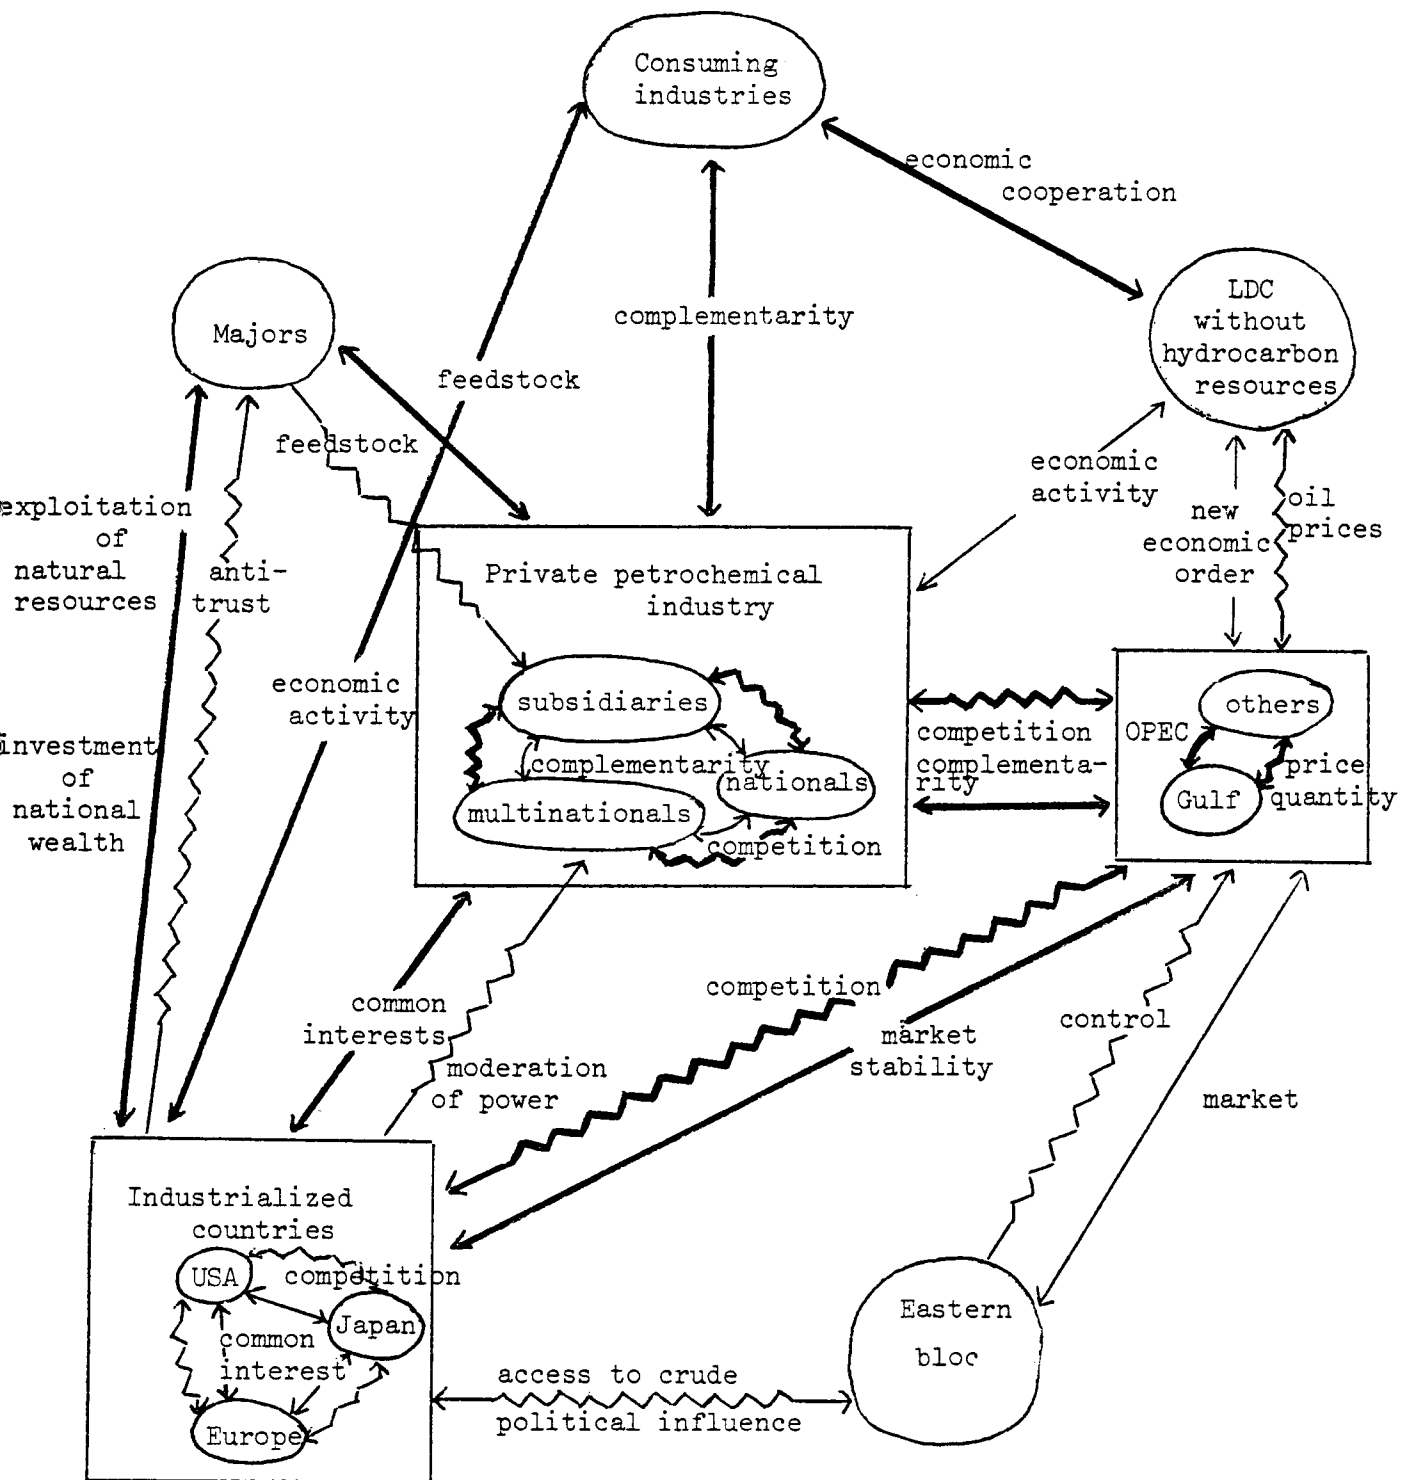 Consuming
industries
economic
cooperation
LDC
without
hydrocarbon
resources
Majors
complementarity
feedstock
feedstock
economic
activity
exploitation
of
natural
resources
anti-
trust
new
economic
order
oil
prices
Private petrochemical
industry
economic
activity
subsidiaries
complementarity
nationals
multinationals
competition
competition
complementa-
rity
others
OPEC
Gulf
price
quantity
investment
of
national
wealth
common
interests
moderation
of power
competition
market
stability
control
market
Industrialized
countries
USA
competition
Japan
common
interest
Europe
access to crude
political influence
Eastern
bloc